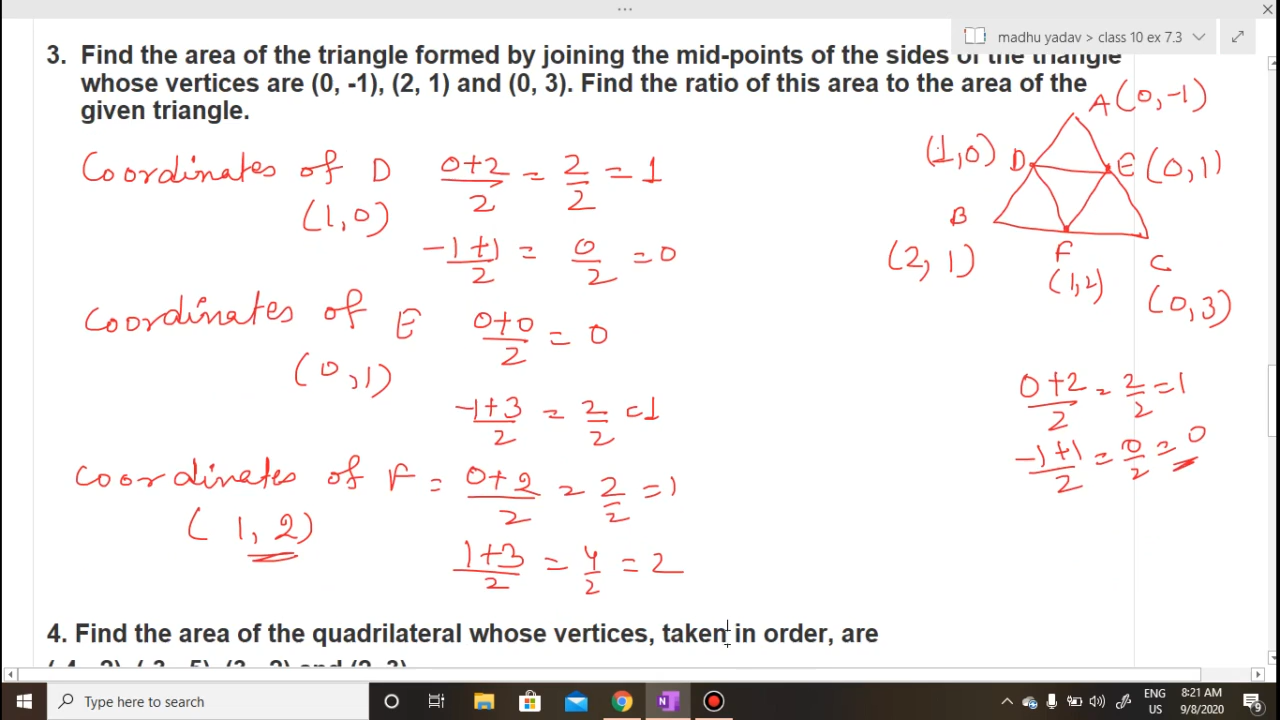 madhu yadav > class 10 ex 7.3
3. Find the area of the triangle formed by joining the mid-points of the sides of the triangle
whose vertices are (0, -1), (2, 1) and (0, 3). Find the ratio of this area to the area of the
given triangle.
A (0, -1)
(1,0) D
E (0,1)
B
(2, 1)
F
(1,2)
C
(0,3)
Coordinates of D 0+2/2 = 2/2 = 1
(1,0)
-1+1/2 = 0/2 = 0
Coordinates of E 0+0/2 = 0
(0,1)
-1+3/2 = 2/2 = 1
0+2/2 = 2/2 = 1
-1+1/2 = 0/2 = 0
Coordinates of F = 0+2/2 = 2/2 = 1
(1, 2)
1+3/2 = 4/2 = 2
4. Find the area of the quadrilateral whose vertices, taken in order, are
Type here to search
ENG
US
8:21 AM
9/8/2020
9